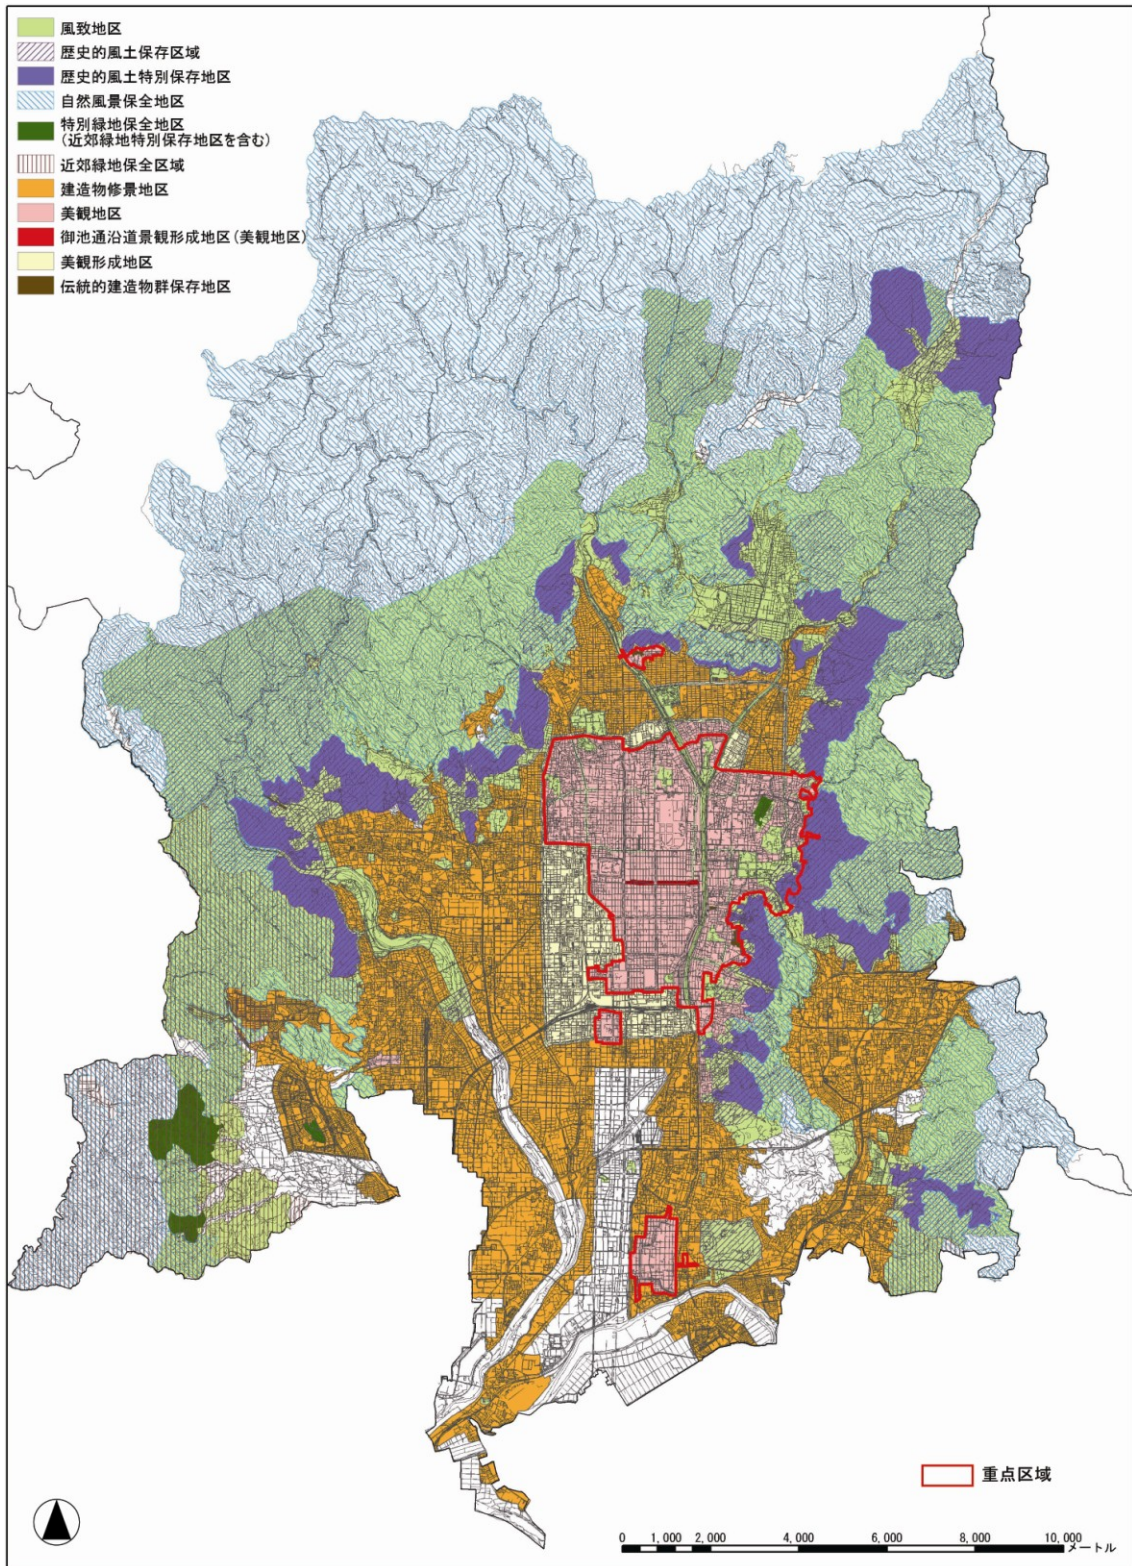 風致地区
歴史的風土保存区域
歴史的風土特別保存地区
自然風景保全地区
特別緑地保全地区
(近郊緑地特別保存地区を含む)
近郊緑地保全区域
建造物修景地区
美観地区
御池通沿道景観形成地区(美観地区)
美観形成地区
伝統的建造物群保存地区
重点区域
0 1,000 2,000 4,000 6,000 8,000 10,000
メートル